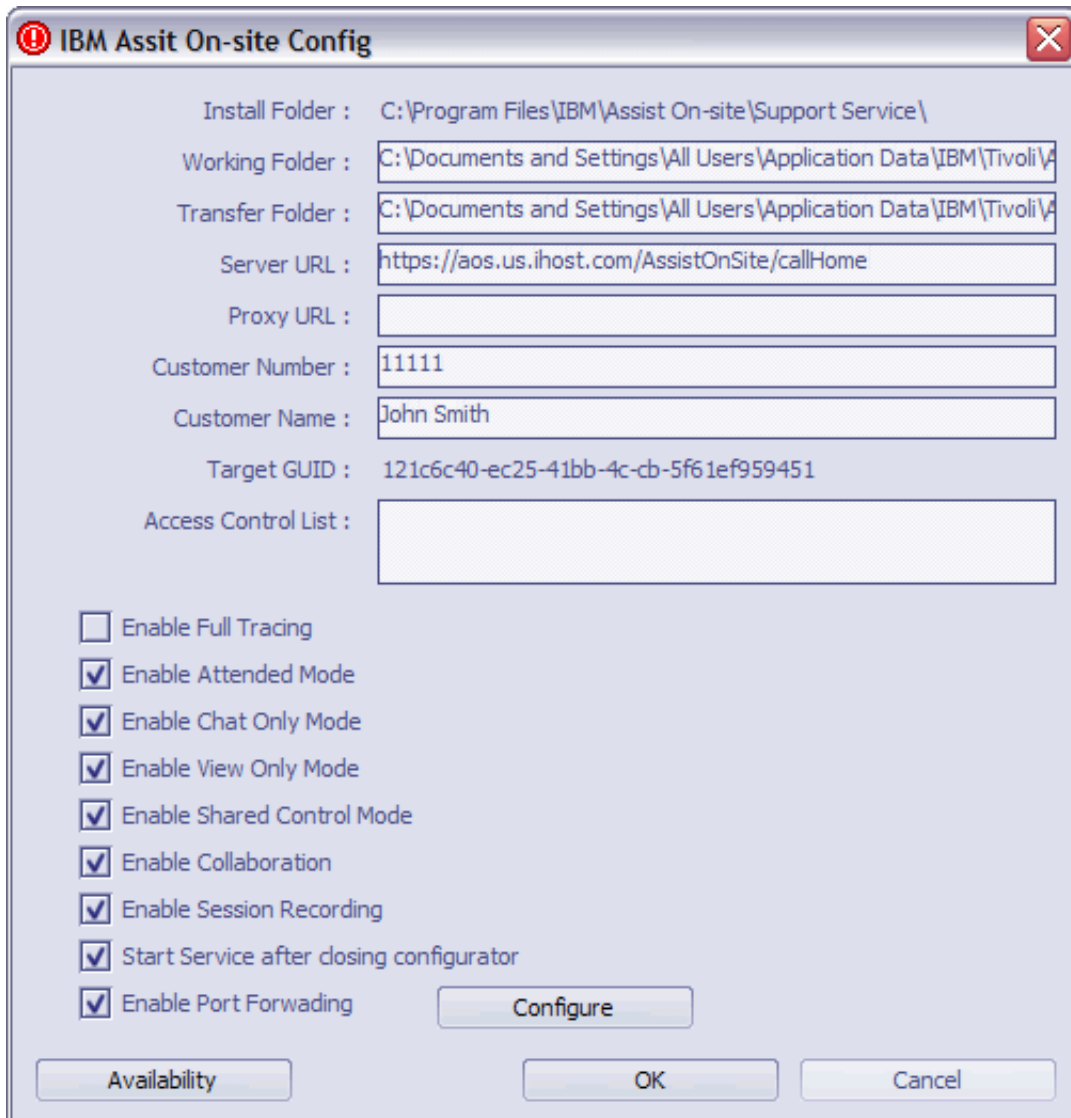 IBM Assit On-site Config
Install Folder : C:\Program Files\IBM\Assist On-site\Support Service\
Working Folder : C:\Documents and Settings\All Users\Application Data\IBM\Tivoli\A
Transfer Folder : C:\Documents and Settings\All Users\Application Data\IBM\Tivoli\A
Server URL : https://aos.us.ihost.com/AssistOnSite/callHome
Proxy URL :
Customer Number : 11111
Customer Name : John Smith
Target GUID : 121c6c40-ec25-41bb-4c-cb-5f61ef959451
Access Control List :
Enable Full Tracing
Enable Attended Mode
Enable Chat Only Mode
Enable View Only Mode
Enable Shared Control Mode
Enable Collaboration
Enable Session Recording
Start Service after closing configurator
Enable Port Forwading Configure
Availability OK Cancel